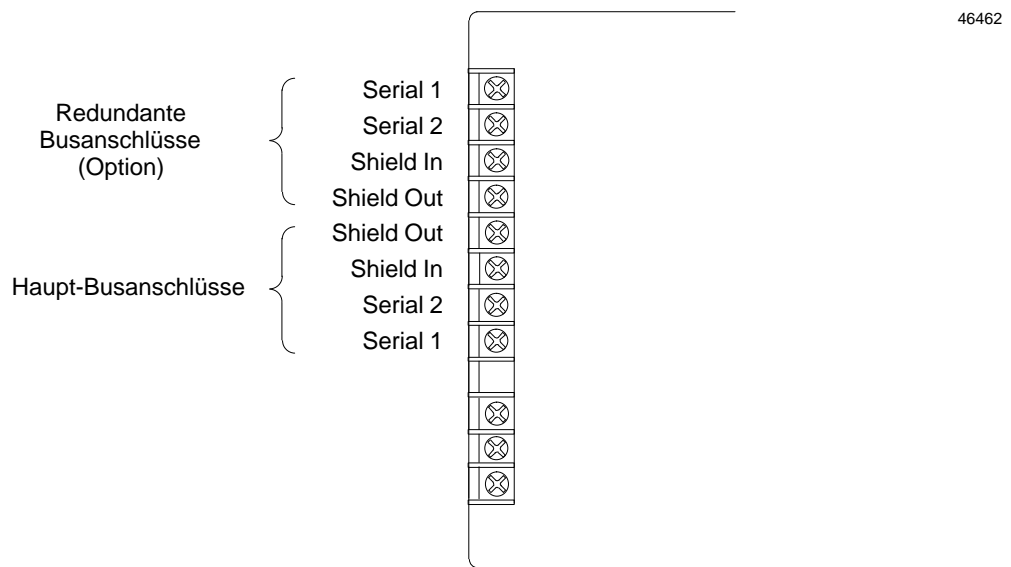 46462
Redundante
Busanschlüsse
(Option)
Serial 1
Serial 2
Shield In
Shield Out
Haupt-Busanschlüsse
Shield Out
Shield In
Serial 2
Serial 1